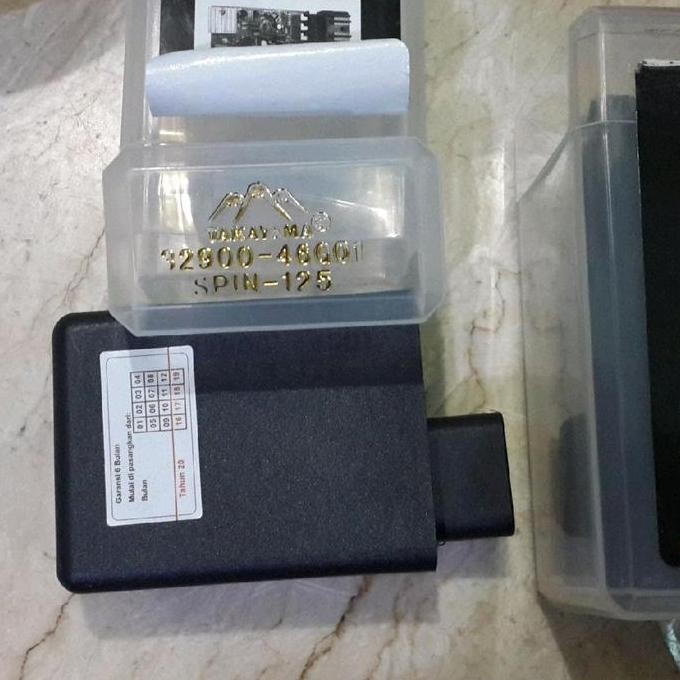 TAKAYAMA
32900-46G01
SPIN-125
Garansi 6 Bulan
Mulai di pasangkan dari:
Bulan
01 02 03 04
05 06 07 08
09 10 11 12
Tahun 20
16 17 18 19